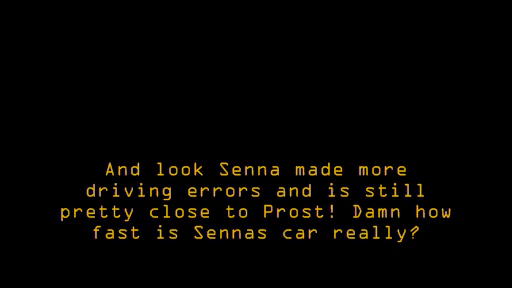 And look Senna made more
driving errors and is still
pretty close to Prost! Damn how
fast is Sennas car really?